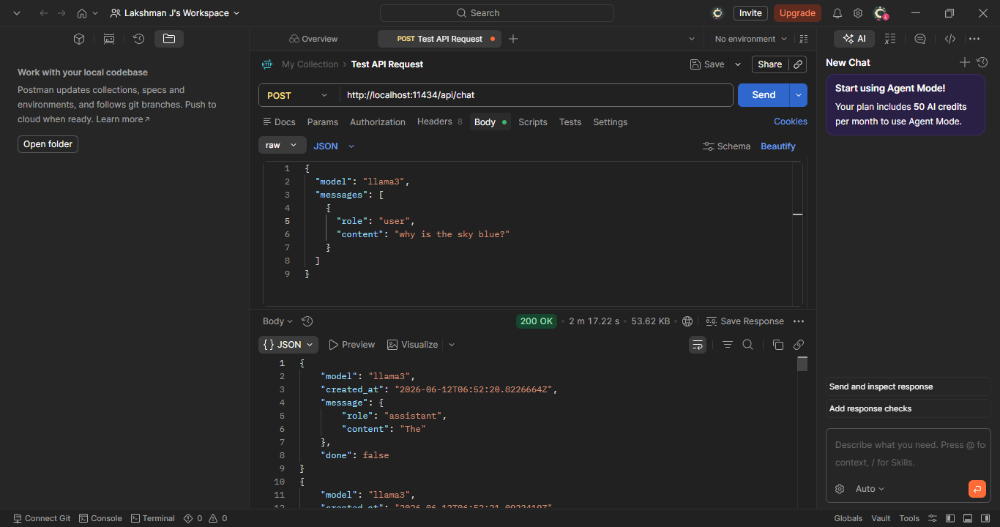 Lakshman J's Workspace
Search
Invite
Upgrade
L
Overview
POST Test API Request
No environment
AI
Work with your local codebase
Postman updates collections, specs and
environments, and follows git branches. Push to
cloud when ready. Learn more↗
Open folder
HTTP My Collection › Test API Request
Save
Share
POST
http://localhost:11434/api/chat
Send
Docs
Params
Authorization
Headers 8
Body
Scripts
Tests
Settings
Cookies
raw
JSON
Schema
Beautify
1 {
2 "model": "llama3",
3 "messages": [
4 {
5 "role": "user",
6 "content": "why is the sky blue?"
7 }
8 ]
9 }
Body
200 OK • 2 m 17.22 s • 53.62 KB
e.g. Save Response
{ } JSON
Preview
Visualize
1 {
2 "model": "llama3",
3 "created_at": "2026-06-12T06:52:20.8226664Z",
4 "message": {
5 "role": "assistant",
6 "content": "The"
7 },
8 "done": false
9 }
10 {
11 "model": "llama3",
12 "created_at": "2026-06-12T06:52:21.0922419Z"
New Chat
Start using Agent Mode!
Your plan includes 50 AI credits
per month to use Agent Mode.
Send and inspect response
Add response checks
Describe what you need. Press @ fo
context, / for Skills.
Auto
Connect Git
Console
Terminal
0
0
Globals
Vault
Tools